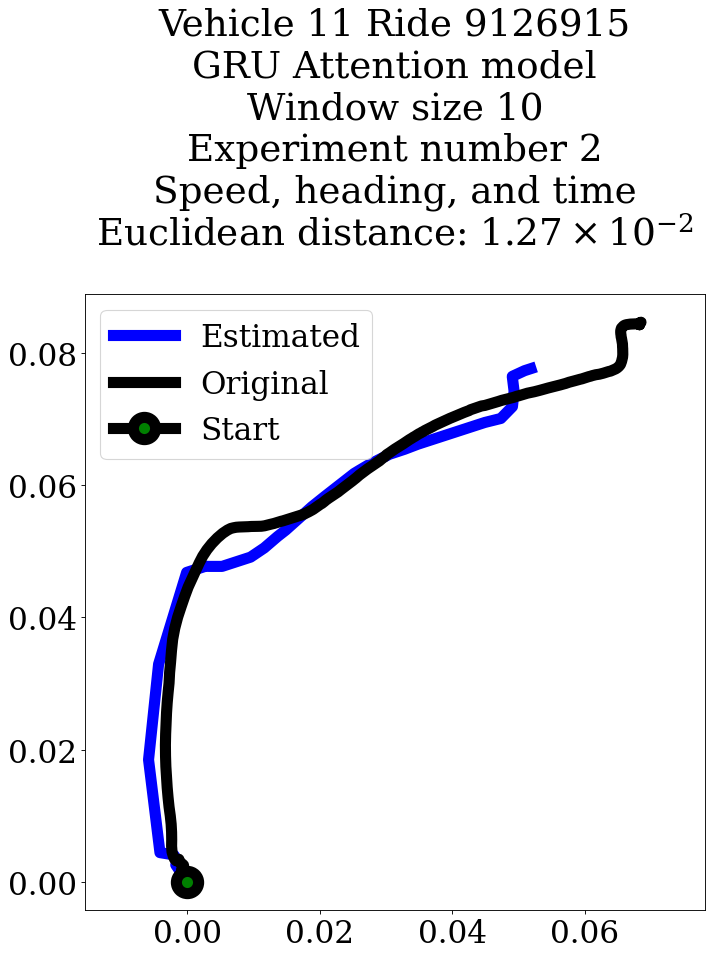 Vehicle 11 Ride 9126915
GRU Attention model
Window size 10
Experiment number 2
Speed, heading, and time
Euclidean distance: 1.27 × 10⁻²
Estimated
Original
Start
0.08
0.06
0.04
0.02
0.00
0.00 0.02 0.04 0.06